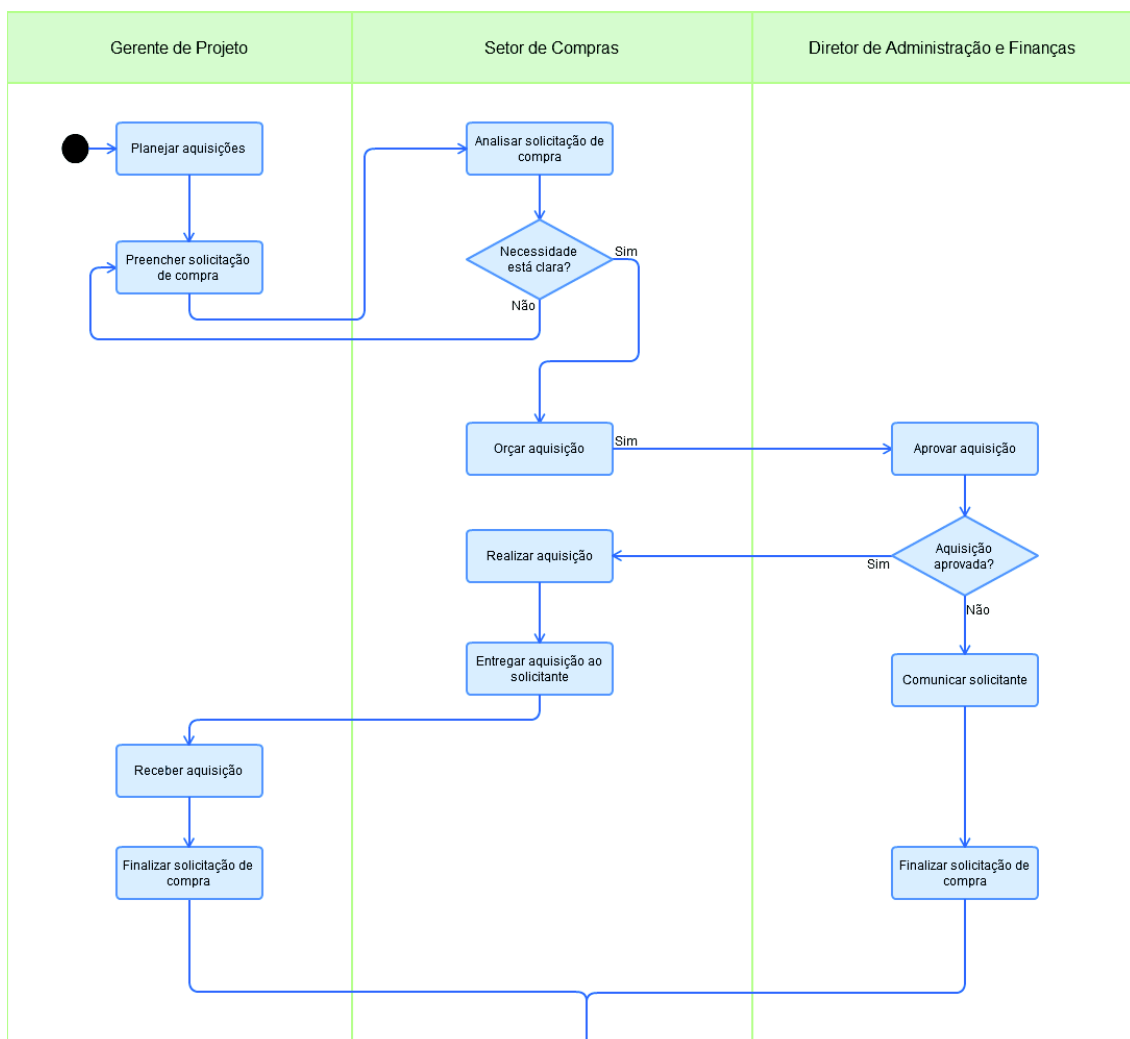 Gerente de Projeto
Setor de Compras
Diretor de Administração e Finanças
Planejar aquisições
Analisar solicitação de
compra
Preencher solicitação
de compra
Necessidade
está clara?
Sim
Não
Orçar aquisição
Sim
Aprovar aquisição
Realizar aquisição
Sim
Aquisição
aprovada?
Não
Entregar aquisição ao
solicitante
Comunicar solicitante
Receber aquisição
Finalizar solicitação de
compra
Finalizar solicitação de
compra